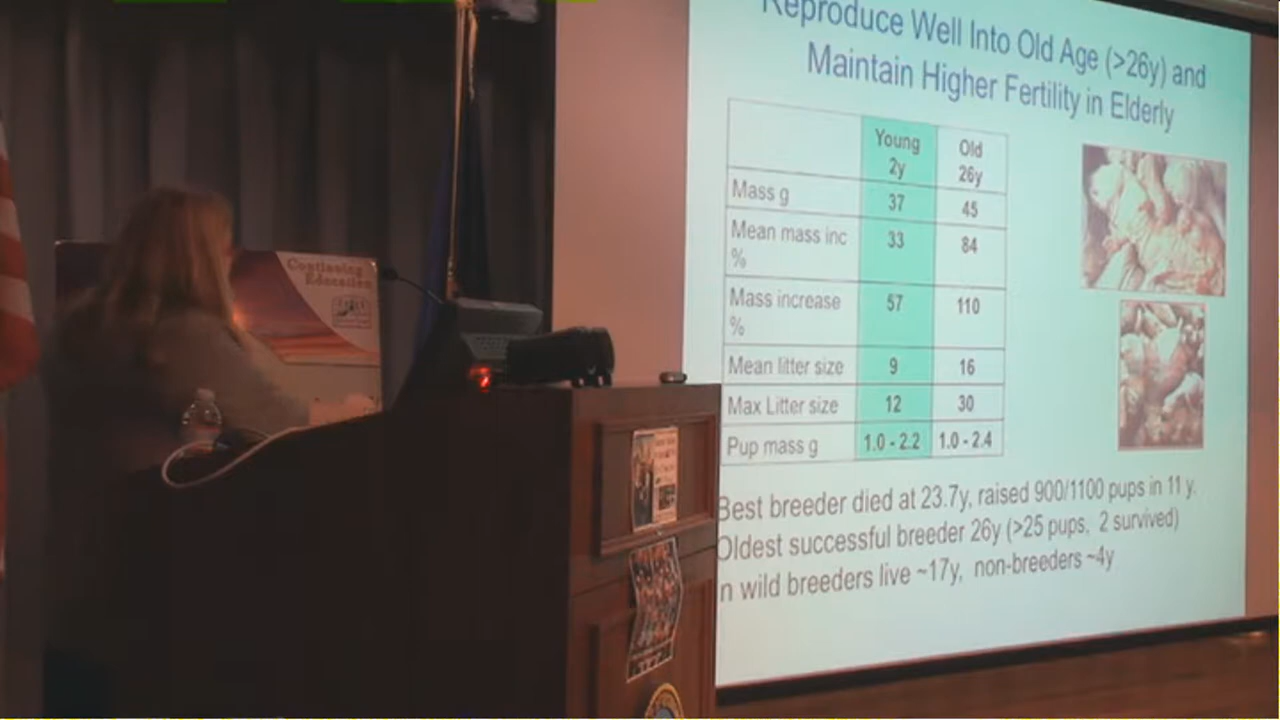 Reproduce Well Into Old Age (>26y) and
Maintain Higher Fertility in Elderly
Young 2y Old 26y
Mass g 37 45
Mean mass inc % 33 84
Mass increase % 57 110
Mean litter size 9 16
Max Litter size 12 30
Pup mass g 1.0 - 2.2 1.0 - 2.4
Best breeder died at 23.7y, raised 900/1100 pups in 11 y.
Oldest successful breeder 26y (>25 pups, 2 survived)
n wild breeders live ~17y, non-breeders ~4y
Continuing
Education